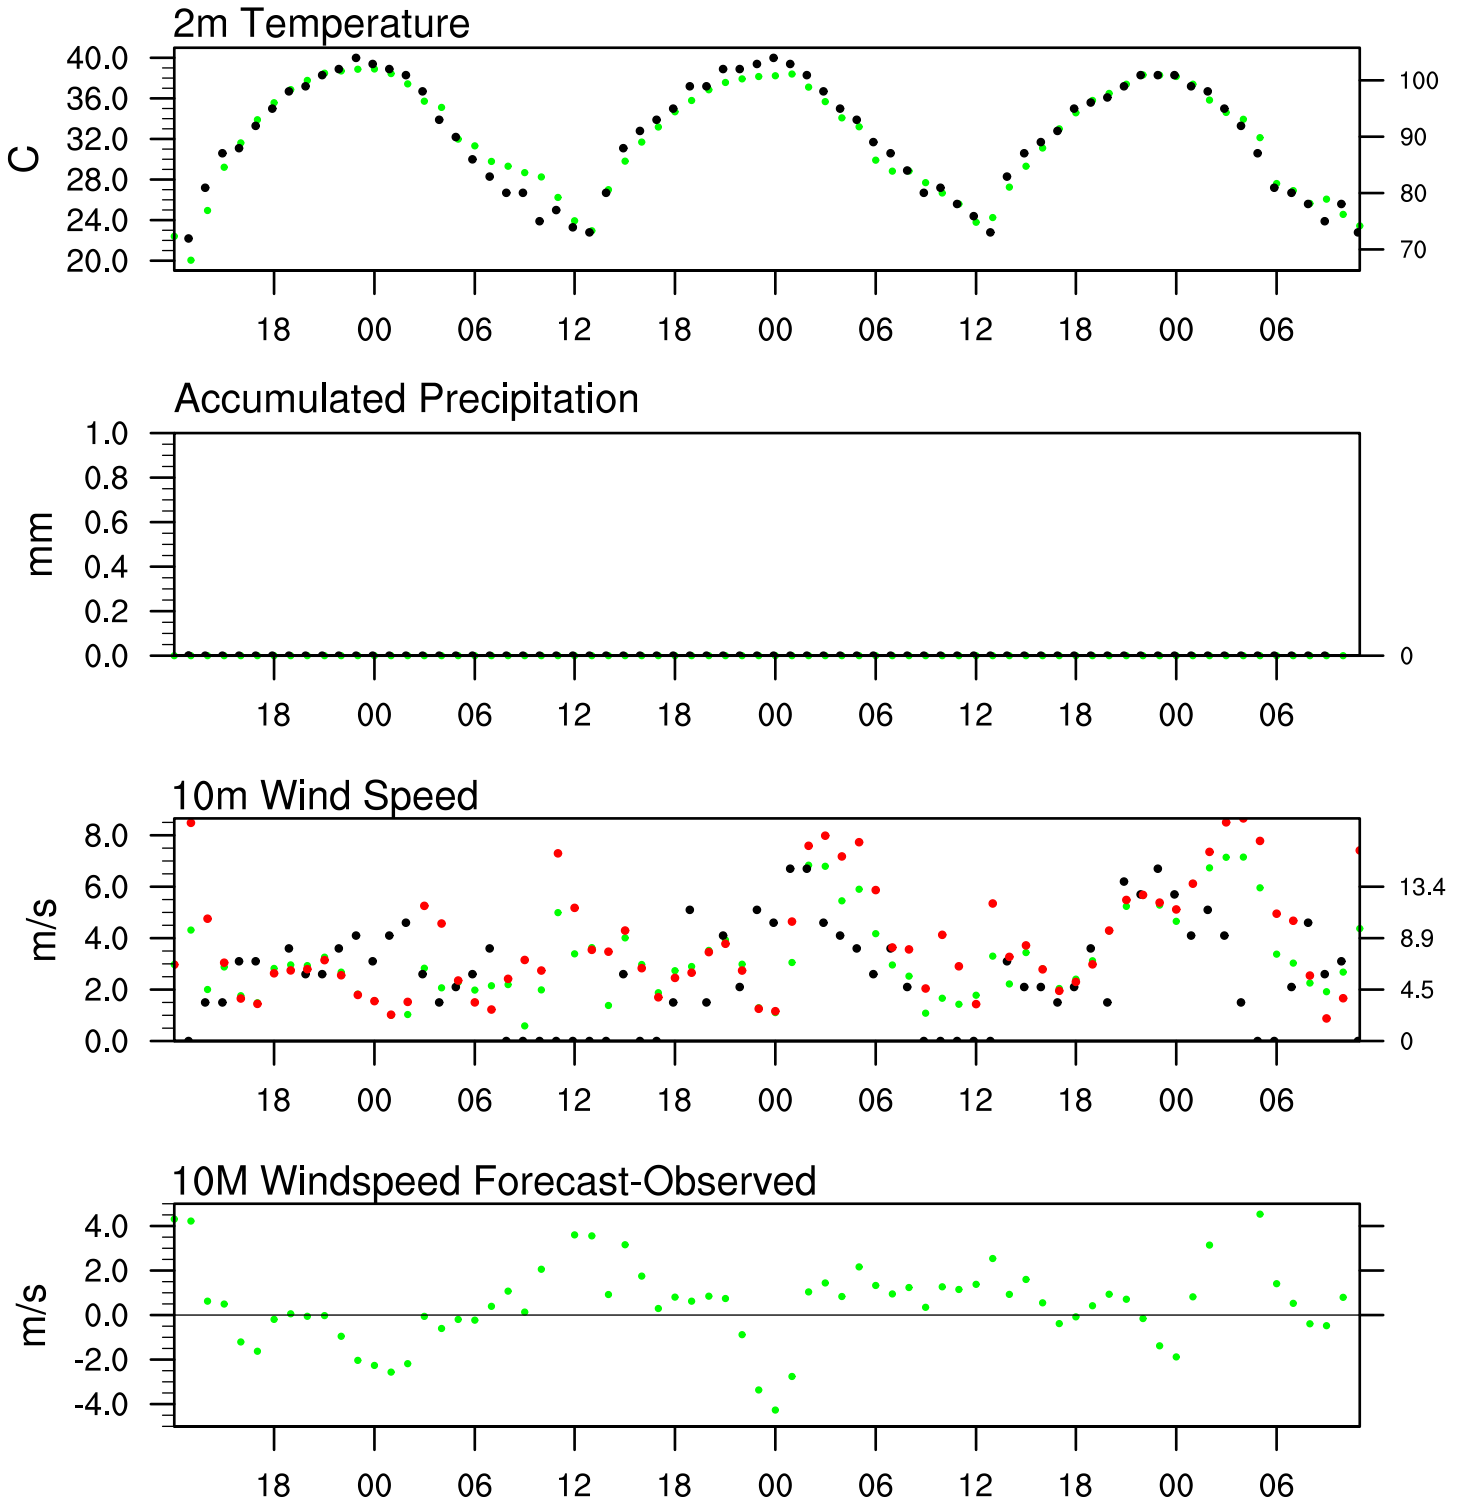 2m Temperature
40.0
36.0
32.0
28.0
24.0
20.0
C
100
90
80
70
18 00 06 12 18 00 06 12 18 00 06
Accumulated Precipitation
1.0
0.8
0.6
0.4
0.2
0.0
mm
0
18 00 06 12 18 00 06 12 18 00 06
10m Wind Speed
8.0
6.0
4.0
2.0
0.0
m/s
13.4
8.9
4.5
0
18 00 06 12 18 00 06 12 18 00 06
10M Windspeed Forecast-Observed
4.0
2.0
0.0
-2.0
-4.0
m/s
18 00 06 12 18 00 06 12 18 00 06